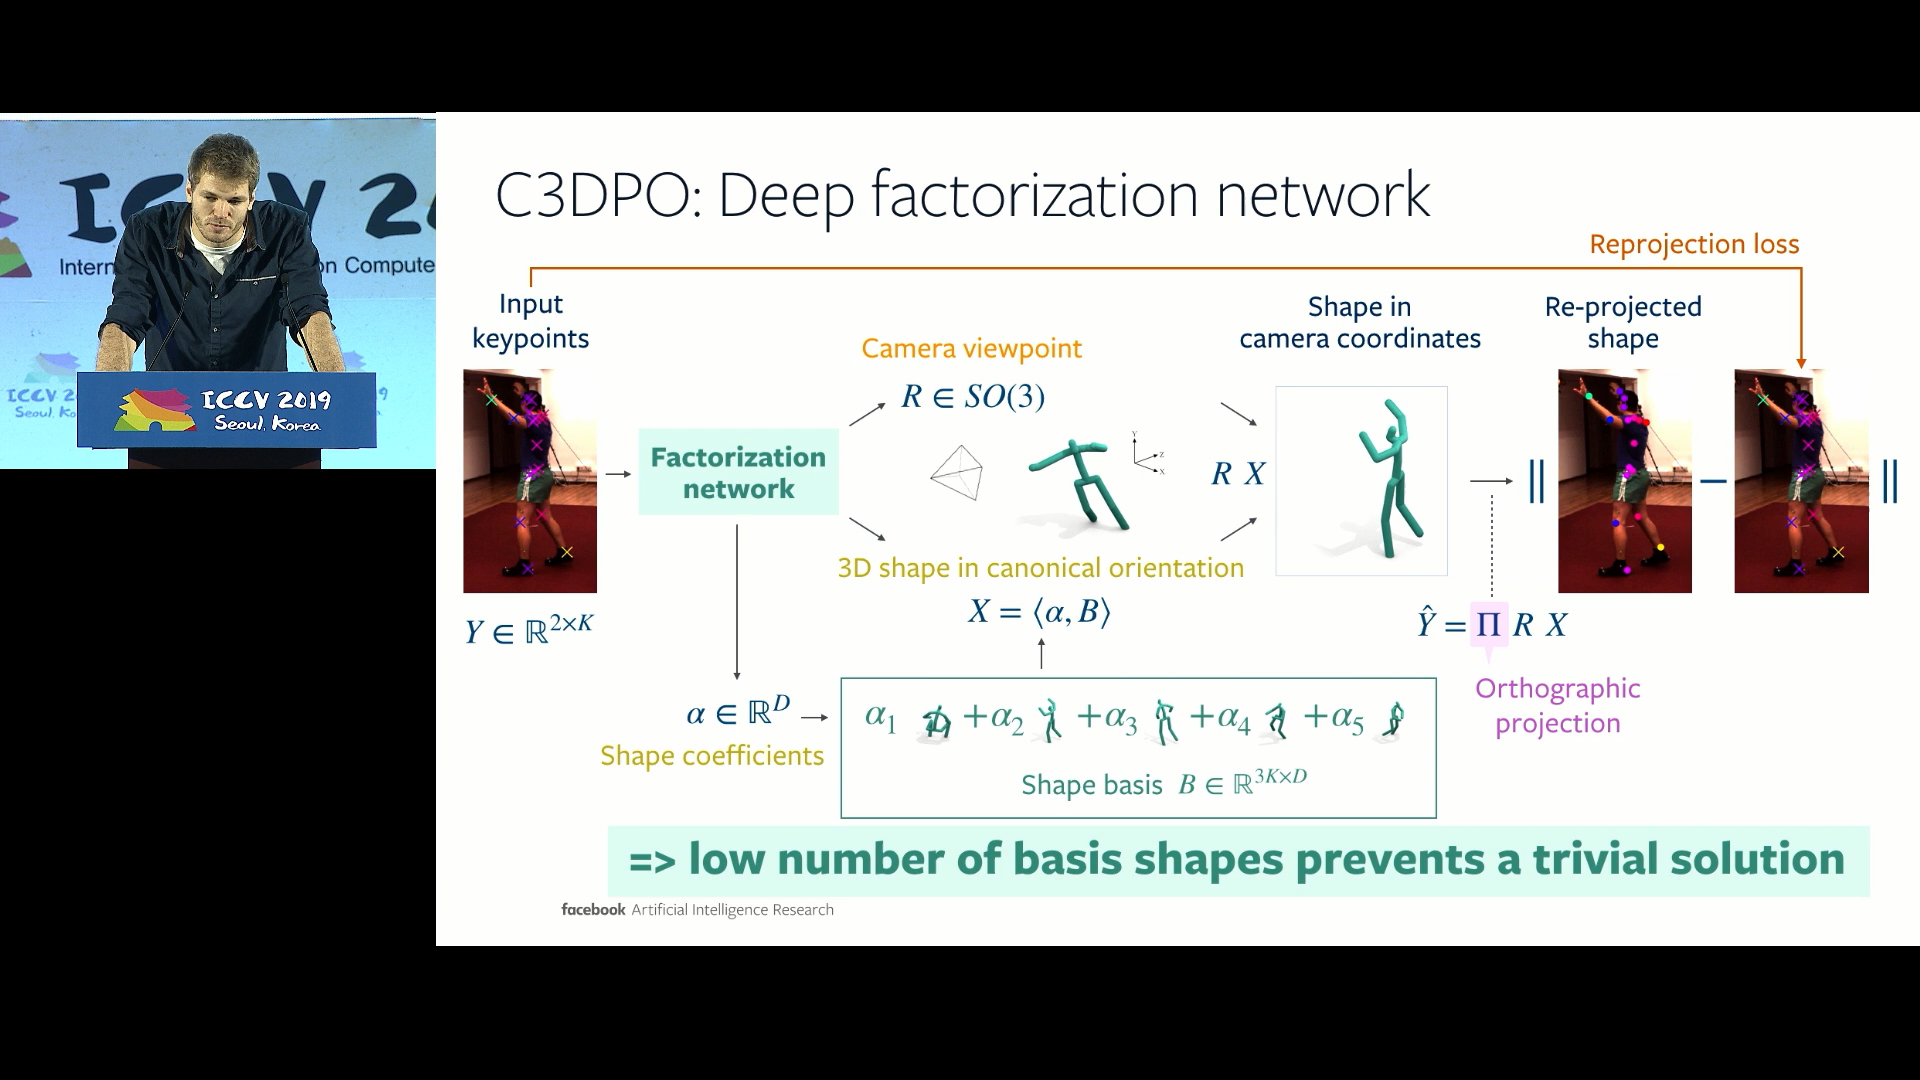 ICCV 2
Intern
on Compute
ICCV 2
Seoul, Ko
9
ICCV 2019
Seoul, Korea
C3DPO: Deep factorization network
Reprojection loss
Input
keypoints
Camera viewpoint
R ∈ SO(3)
Shape in
camera coordinates
Re-projected
shape
Factorization
network
Y
Z
X
R X
‖
−
‖
3D shape in canonical orientation
X = ⟨α, B⟩
Y ∈ ℝ^{2×K}
Ŷ = Π R X
Orthographic
projection
α ∈ ℝ^D
Shape coefficients
α₁ +α₂ +α₃ +α₄ +α₅
Shape basis B ∈ ℝ^{3K×D}
=> low number of basis shapes prevents a trivial solution
facebook Artificial Intelligence Research